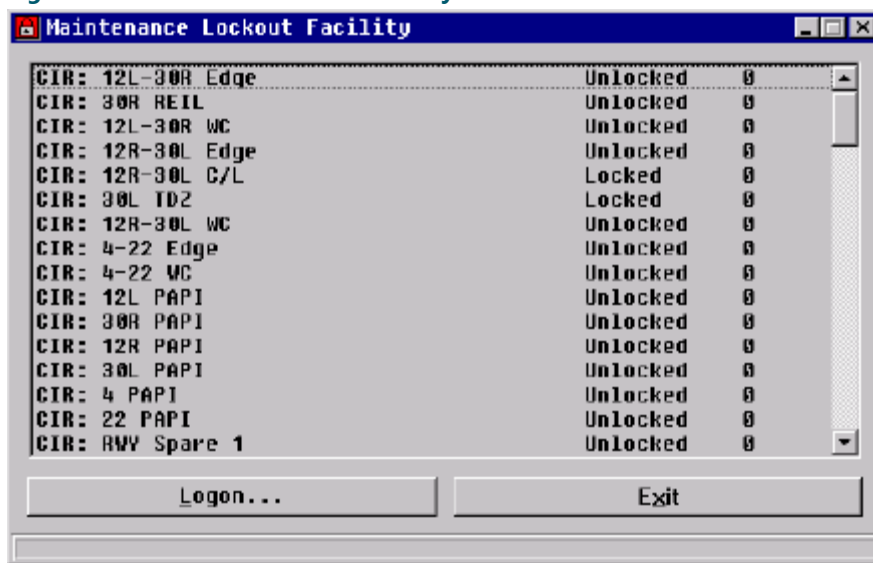 Maintenance Lockout Facility
CIR: 12L-30R Edge Unlocked 0
CIR: 30R REIL Unlocked 0
CIR: 12L-30R WC Unlocked 0
CIR: 12R-30L Edge Unlocked 0
CIR: 12R-30L C/L Locked 0
CIR: 30L TDZ Locked 0
CIR: 12R-30L WC Unlocked 0
CIR: 4-22 Edge Unlocked 0
CIR: 4-22 WC Unlocked 0
CIR: 12L PAPI Unlocked 0
CIR: 30R PAPI Unlocked 0
CIR: 12R PAPI Unlocked 0
CIR: 30L PAPI Unlocked 0
CIR: 4 PAPI Unlocked 0
CIR: 22 PAPI Unlocked 0
CIR: RWY Spare 1 Unlocked 0
Logon... Exit